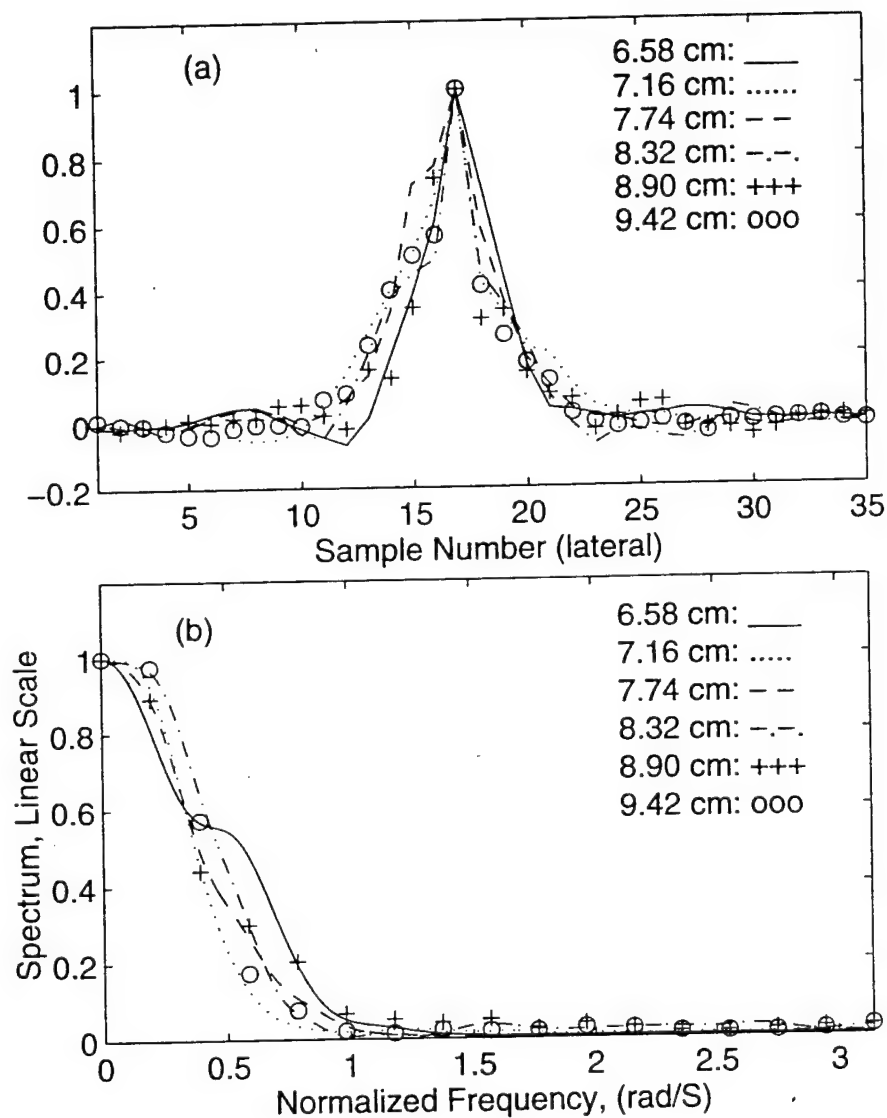 (a)
6.58 cm: ___
7.16 cm: ......
7.74 cm: – –
8.32 cm: –.–.
8.90 cm: +++
9.42 cm: ooo
1
0.8
0.6
0.4
0.2
0
−0.2
5 10 15 20 25 30 35
Sample Number (lateral)
(b)
6.58 cm: ___
7.16 cm: .....
7.74 cm: – –
8.32 cm: –.–.
8.90 cm: +++
9.42 cm: ooo
Spectrum, Linear Scale
1
0.8
0.6
0.4
0.2
0
0 0.5 1 1.5 2 2.5 3
Normalized Frequency, (rad/S)